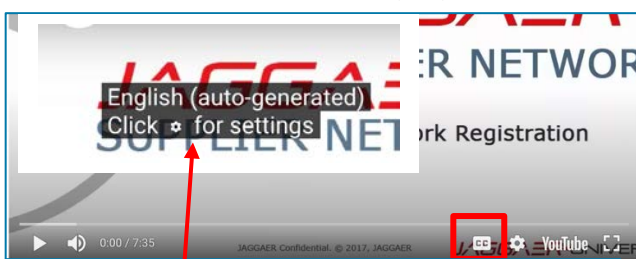 JAGGAER
English (auto-generated)
Click for settings
SUPPLIER NET
ER NETWOR
rk Registration
0:00 / 7:35
JAGGAER Confidential. © 2017, JAGGAER
CC
YouTube